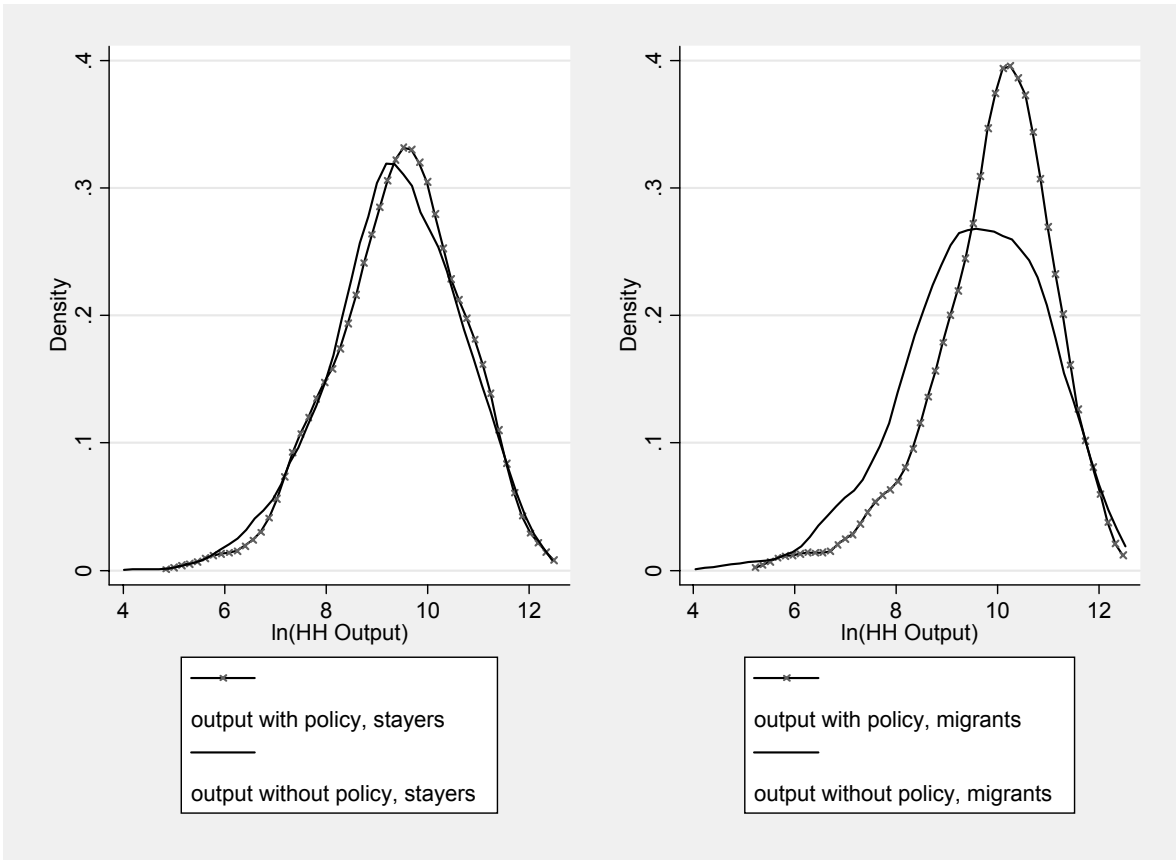 .4
.3
.2
.1
0
Density
4 6 8 10 12
ln(HH Output)
output with policy, stayers
output without policy, stayers
.4
.3
.2
.1
0
Density
4 6 8 10 12
ln(HH Output)
output with policy, migrants
output without policy, migrants